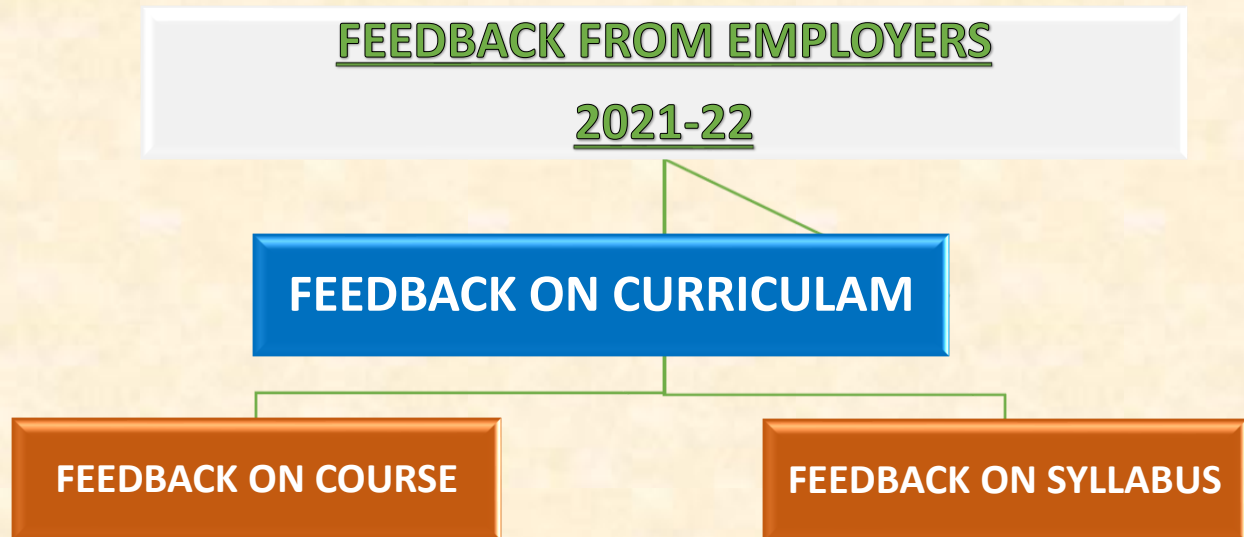 FEEDBACK FROM EMPLOYERS
2021-22
FEEDBACK ON CURRICULAM
FEEDBACK ON COURSE
FEEDBACK ON SYLLABUS